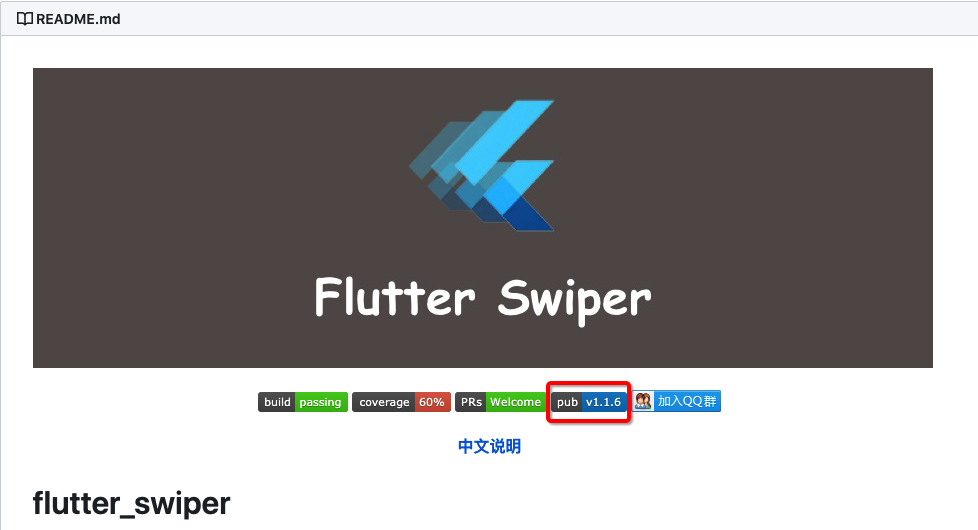 README.md
Flutter Swiper
build passing coverage 60% PRs Welcome pub v1.1.6 加入QQ群
中文说明
flutter_swiper